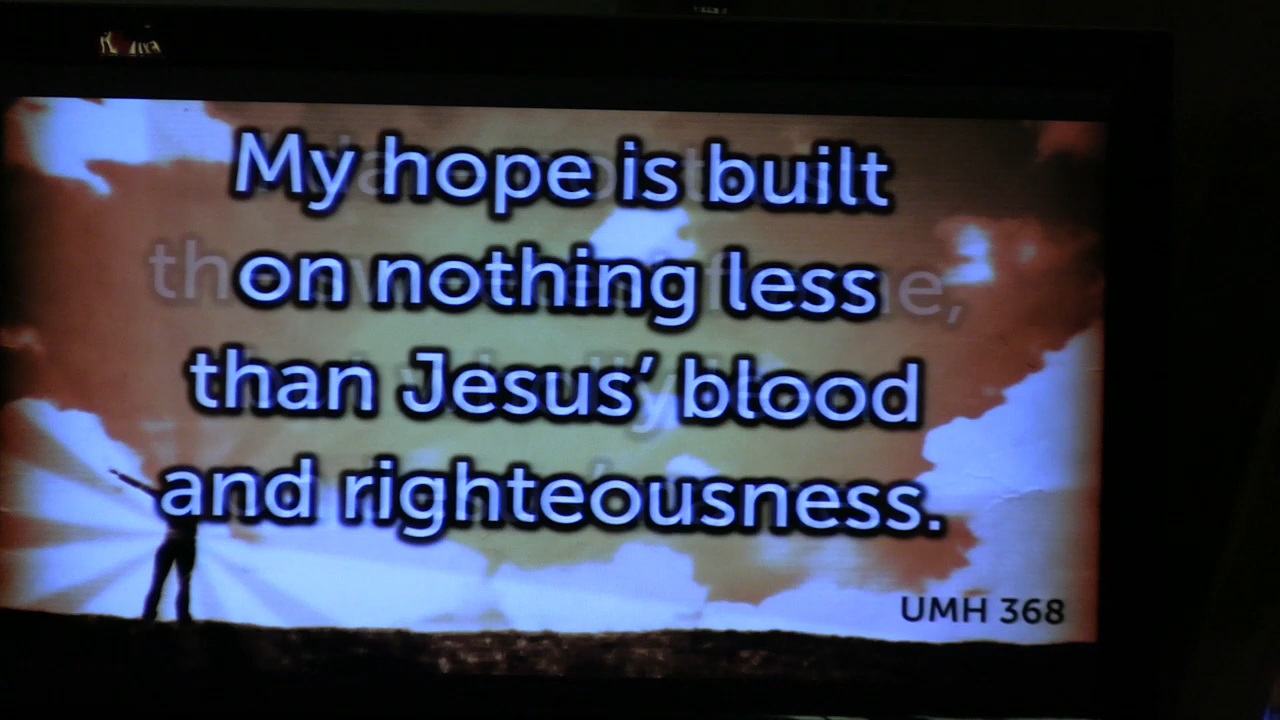 My hope is built
on nothing less
than Jesus’ blood
and righteousness.
UMH 368